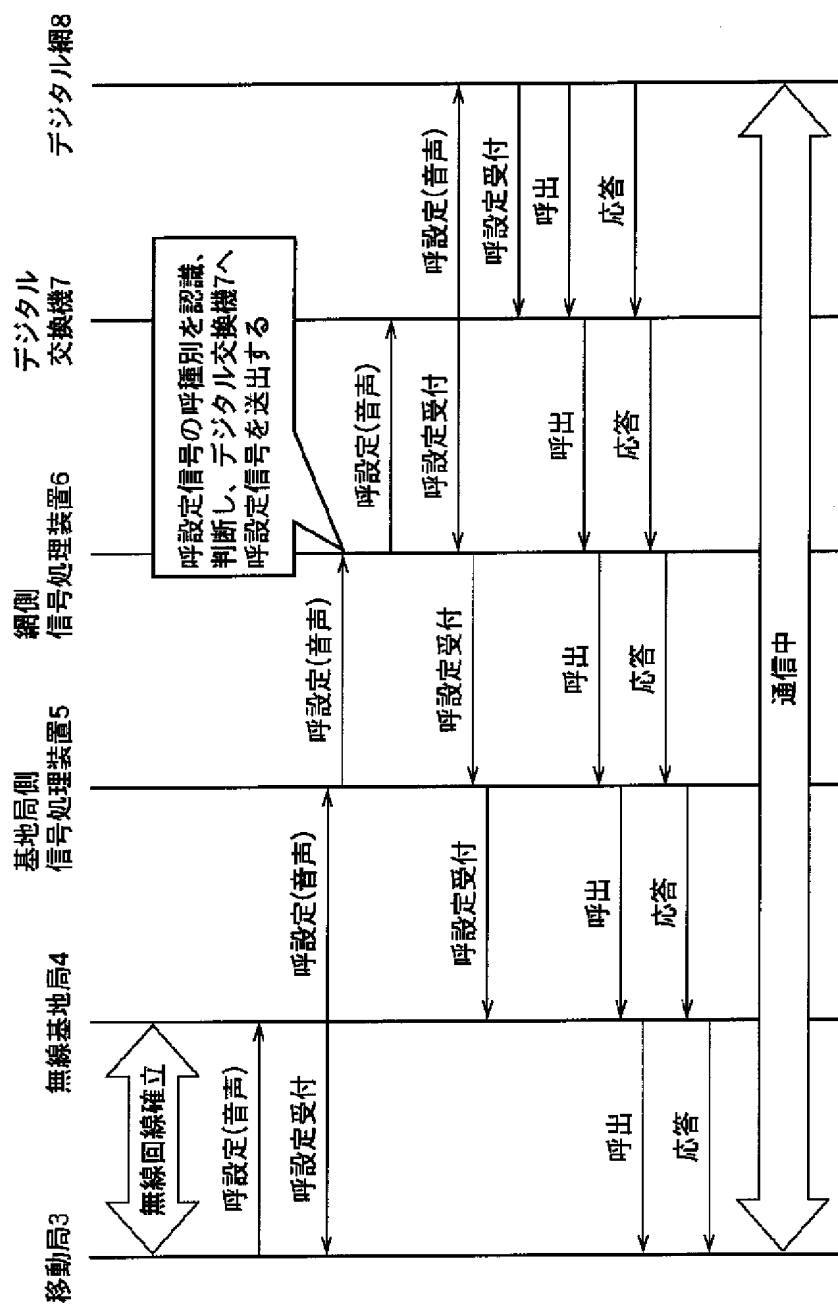 移動局3
無線基地局4
基地局側
信号処理装置5
網側
信号処理装置6
デジタル
交換機7
デジタル網8
無線回線確立
呼設定(音声)
呼設定受付
呼設定(音声)
呼設定(音声)
呼設定信号の呼種別を認識、
判断し、デジタル交換機7へ
呼設定信号を送出する
呼設定(音声)
呼設定受付
呼設定(音声)
呼設定受付
呼設定受付
呼設定受付
呼出
呼出
呼出
呼出
呼出
応答
応答
応答
応答
応答
通信中